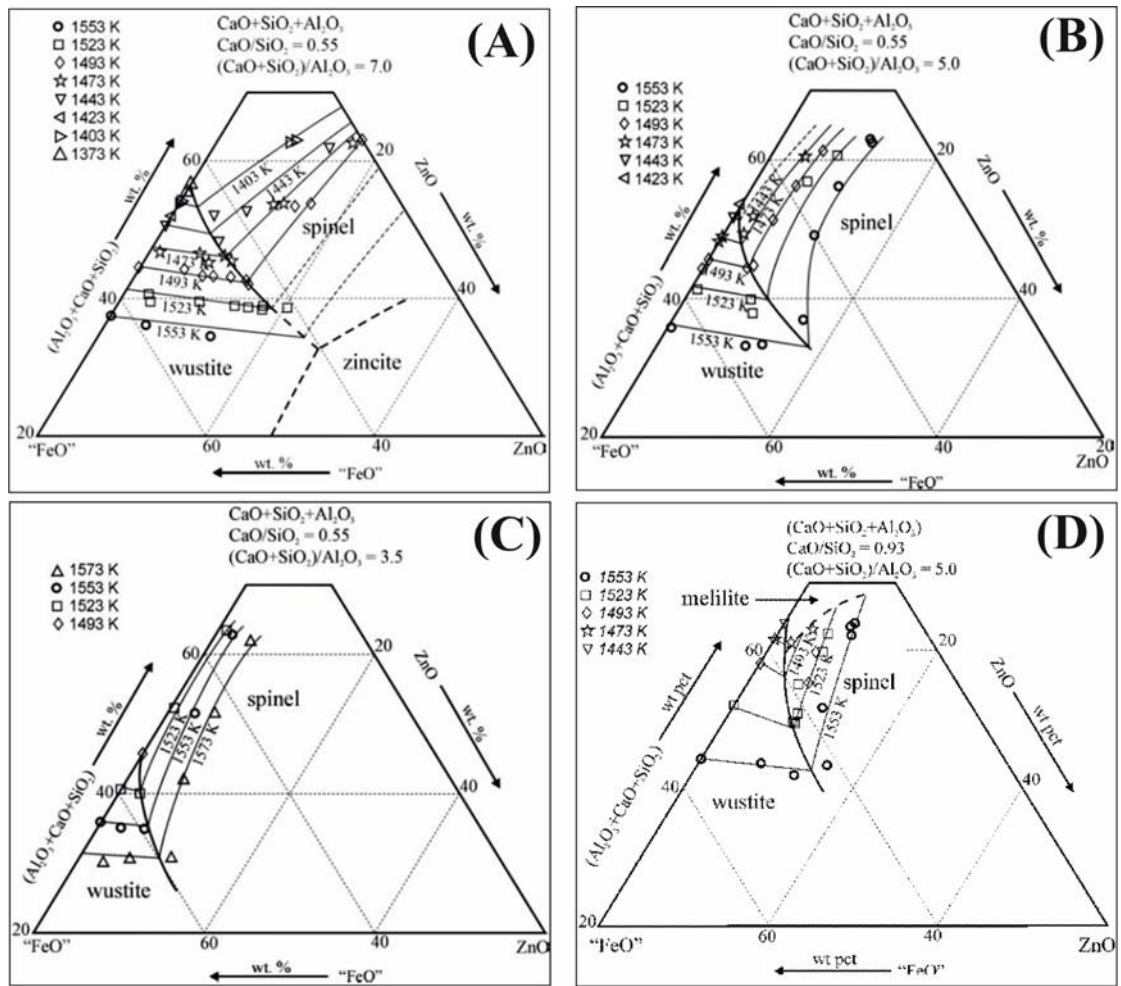 (A)
CaO+SiO₂+Al₂O₃
CaO/SiO₂ = 0.55
(CaO+SiO₂)/Al₂O₃ = 7.0
1553 K
1523 K
1493 K
1473 K
1443 K
1423 K
1403 K
1373 K
60
20
wt. %
ZnO
wt. %
(Al₂O₃+CaO+SiO₂)
1403 K
1443 K
spinel
1473
1493 K
40
1523 K
40
1553 K
wustite
zincite
20
"FeO"
60
40
ZnO
wt. %
"FeO"
(B)
CaO+SiO₂+Al₂O₃
CaO/SiO₂ = 0.55
(CaO+SiO₂)/Al₂O₃ = 5.0
1553 K
1523 K
1493 K
1473 K
1443 K
1423 K
60
20
wt. %
ZnO
wt. %
(Al₂O₃+CaO+SiO₂)
1443 K
1473 K
spinel
1493 K
40
1523 K
40
1553 K
wustite
20
"FeO"
60
40
20
ZnO
wt. %
"FeO"
(C)
CaO+SiO₂+Al₂O₃
CaO/SiO₂ = 0.55
(CaO+SiO₂)/Al₂O₃ = 3.5
1573 K
1553 K
1523 K
1493 K
60
20
wt. %
ZnO
wt. %
(Al₂O₃+CaO+SiO₂)
spinel
1523 K
1553 K
1573 K
40
40
wustite
20
"FeO"
60
40
ZnO
wt. %
"FeO"
(D)
(CaO+SiO₂+Al₂O₃)
CaO/SiO₂ = 0.93
(CaO+SiO₂)/Al₂O₃ = 5.0
1553 K
1523 K
1493 K
1473 K
1443 K
melilite
60
20
wt pct
ZnO
wt pct
(Al₂O₃+CaO+SiO₂)
1493 K
1523 K
spinel
1553 K
40
40
wustite
20
"FeO"
60
40
ZnO
wt pct
"FeO"